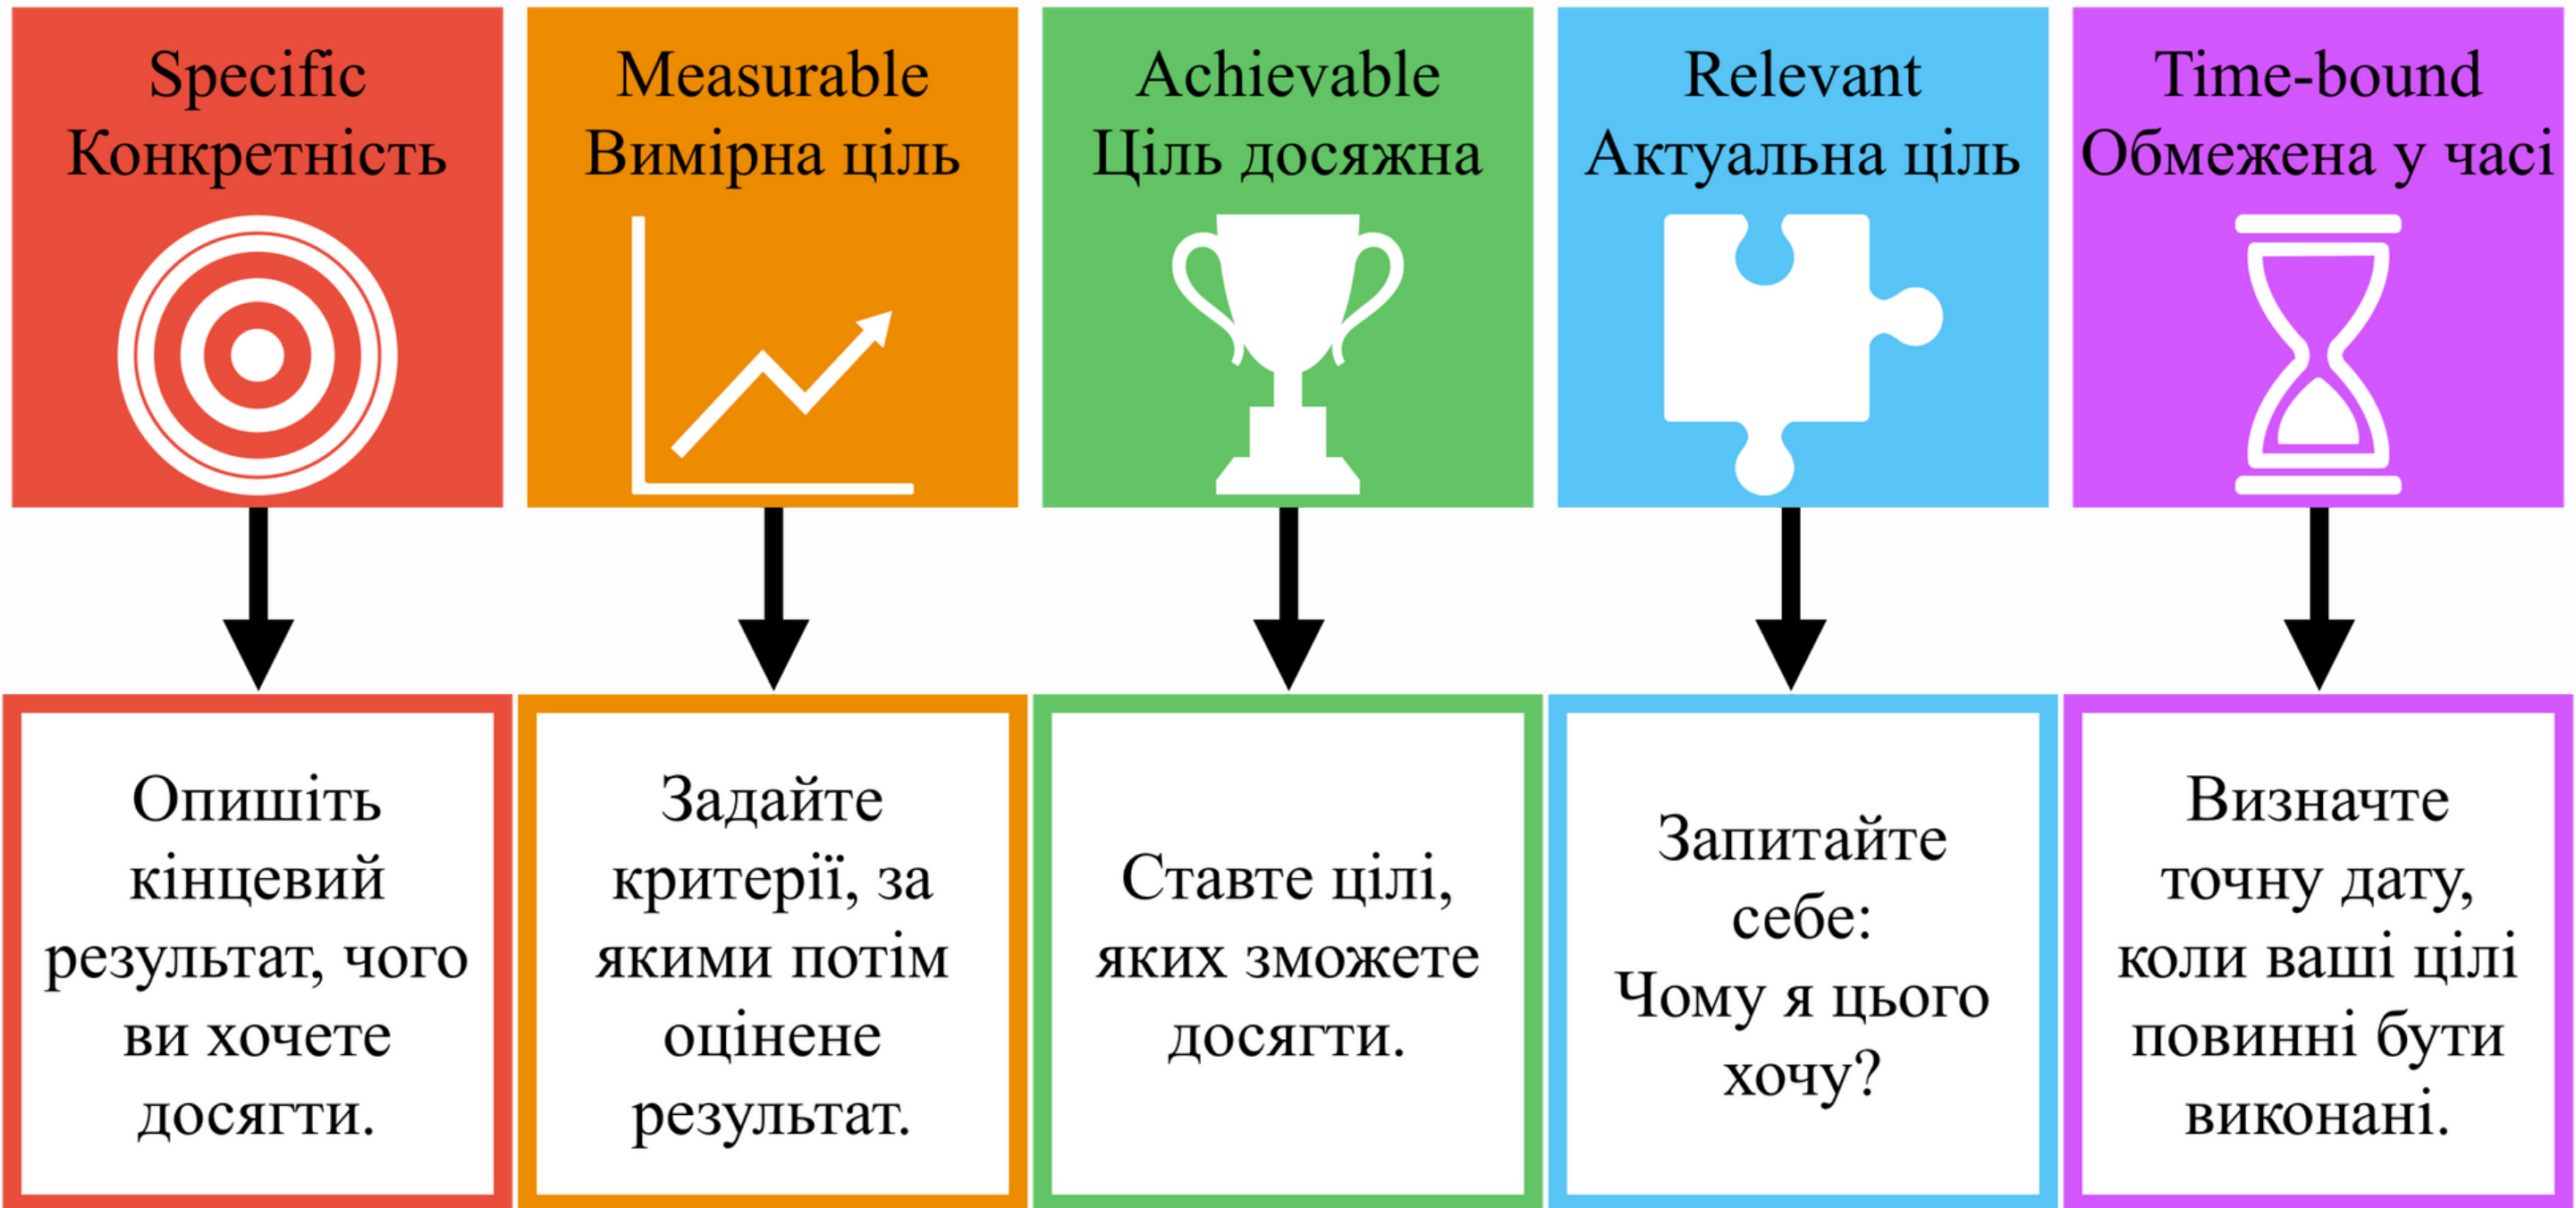 Specific
Конкретність
Measurable
Вимірна ціль
Achievable
Ціль досяжна
Relevant
Актуальна ціль
Time-bound
Обмежена у часі
Опишіть
кінцевий
результат, чого
ви хочете
досягти.
Задайте
критерії, за
якими потім
оцінене
результат.
Ставте цілі,
яких зможете
досягти.
Запитайте
себе:
Чому я цього
хочу?
Визначте
точну дату,
коли ваші цілі
повинні бути
виконані.